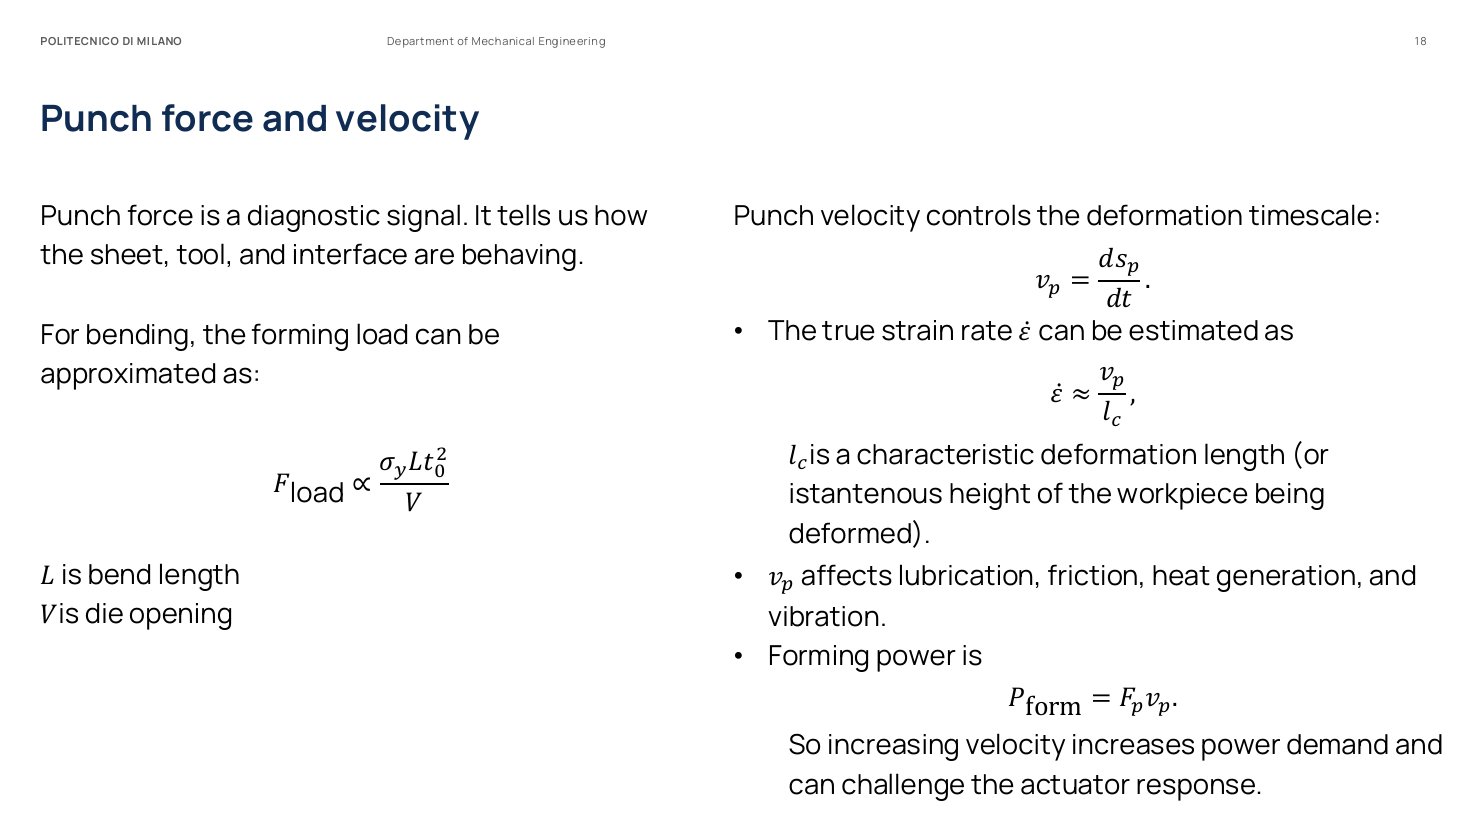 POLITECNICO DI MILANO
Department of Mechanical Engineering
18
Punch force and velocity
Punch force is a diagnostic signal. It tells us how
the sheet, tool, and interface are behaving.
For bending, the forming load can be
approximated as:
F_load ∝ σ_y L t_0^2 / V
L is bend length
V is die opening
Punch velocity controls the deformation timescale:
v_p = ds_p / dt.
• The true strain rate ε̇ can be estimated as
ε̇ ≈ v_p / l_c,
l_c is a characteristic deformation length (or
istantenous height of the workpiece being
deformed).
• v_p affects lubrication, friction, heat generation, and
vibration.
• Forming power is
P_form = F_p v_p.
So increasing velocity increases power demand and
can challenge the actuator response.